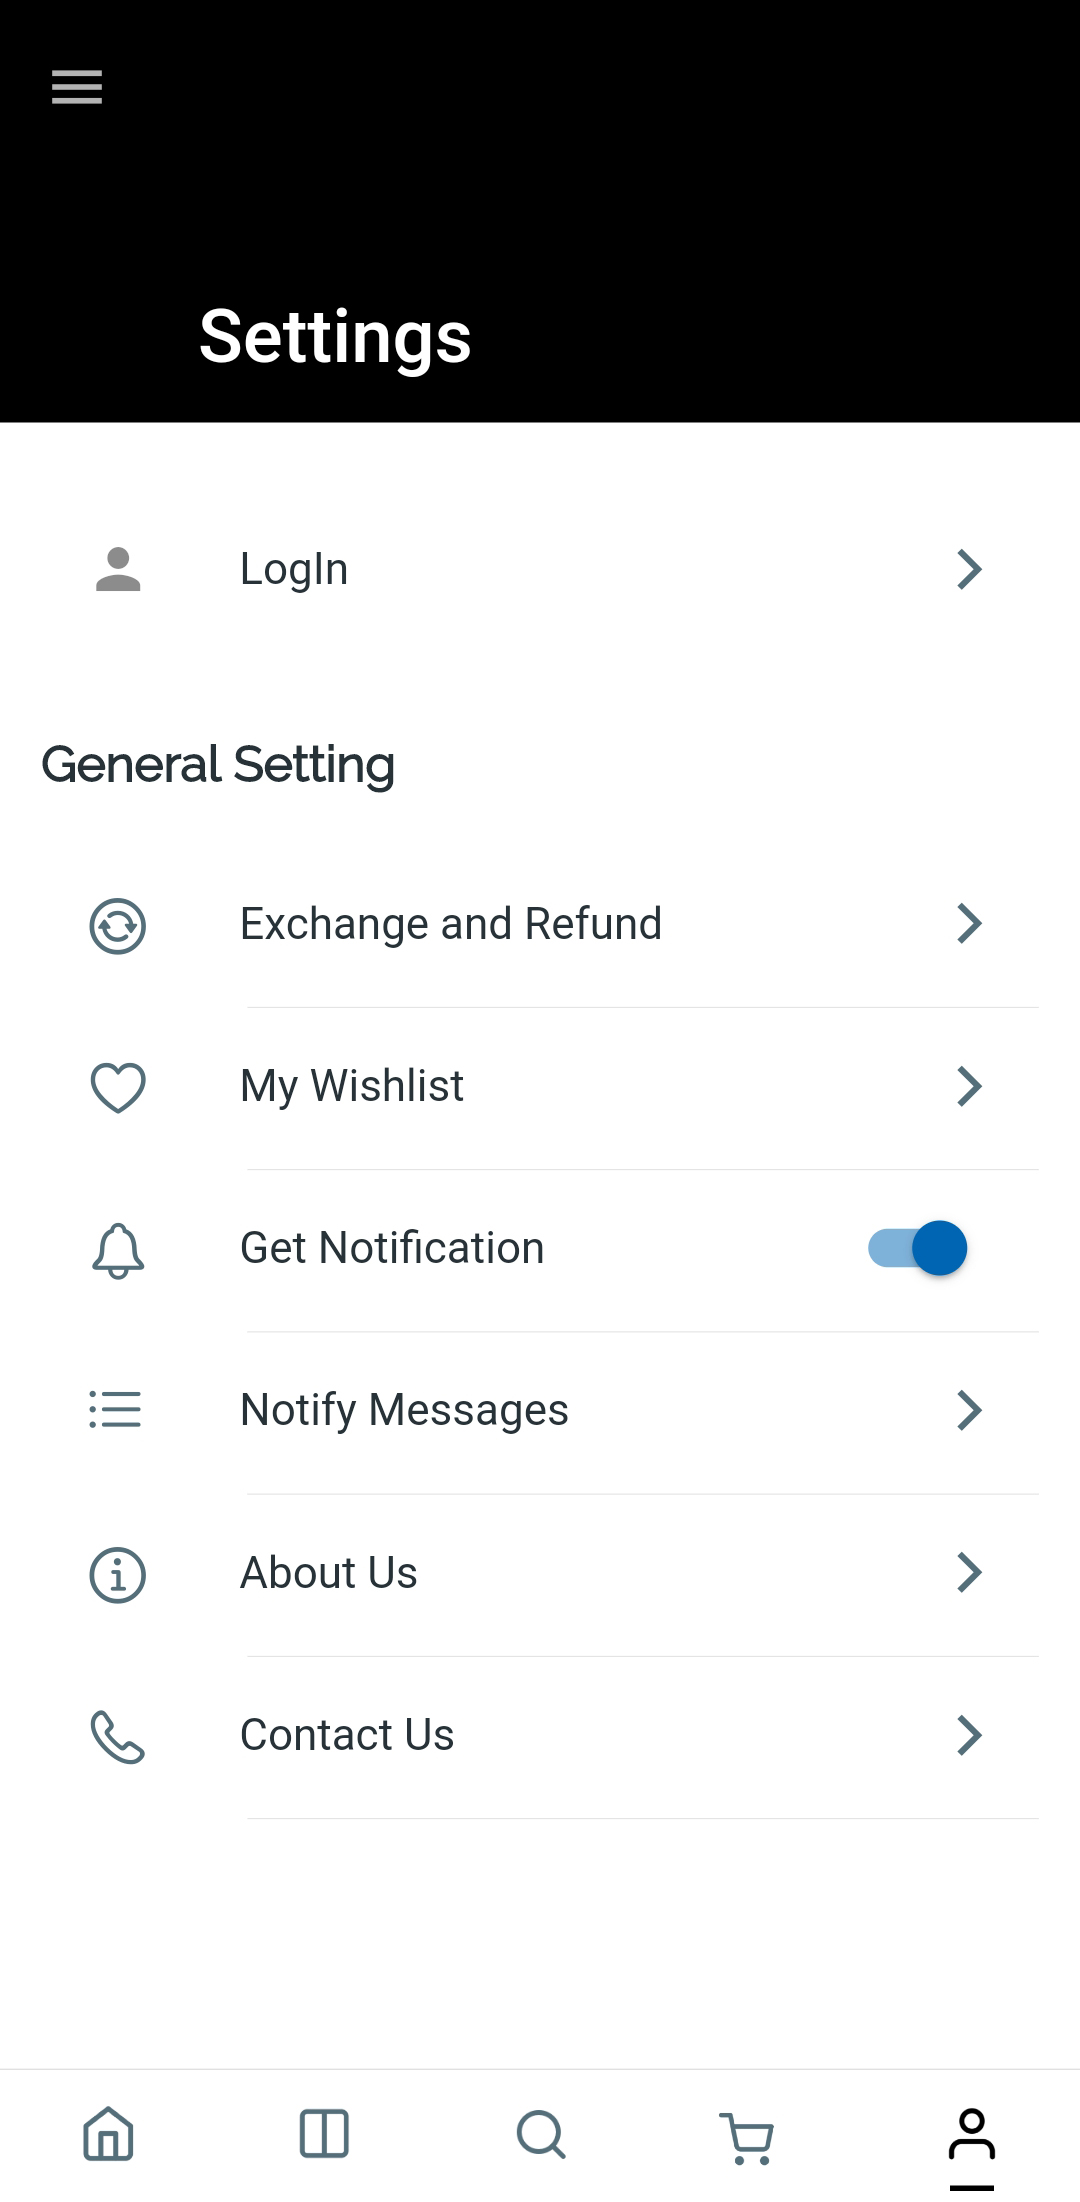 Settings
LogIn
General Setting
Exchange and Refund
My Wishlist
Get Notification
Notify Messages
About Us
Contact Us